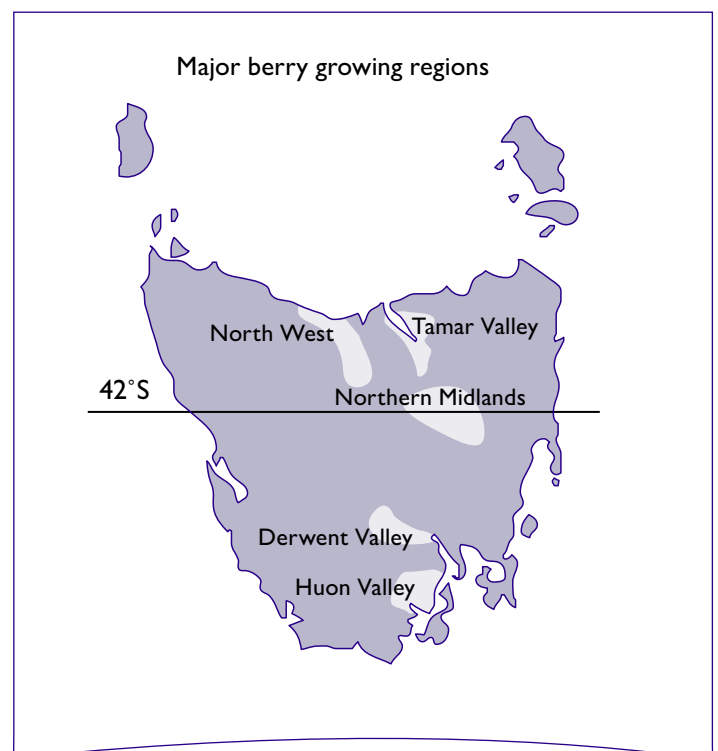 Major berry growing regions
North West
Tamar Valley
42˚S
Northern Midlands
Derwent Valley
Huon Valley